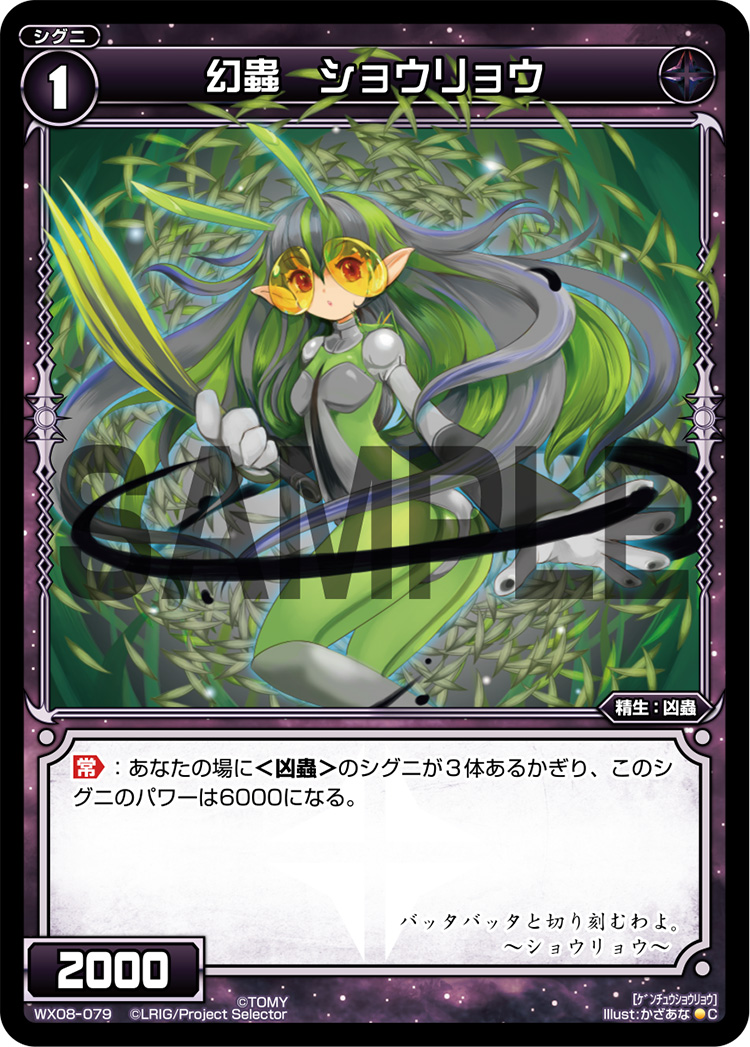 シグニ
1
幻蟲 ショウリョウ
SAMPLE
精生：凶蟲
常：あなたの場に＜凶蟲＞のシグニが３体あるかぎり、このシ
グニのパワーは6000になる。
バッタバッタと切り刻むわよ。
～ショウリョウ～
2000
[ｹﾞﾝﾁｭｳｼｮｳﾘｮｳ]
WX08-079 ©LRIG/Project Selector
©TOMY
Illust:かざあな C